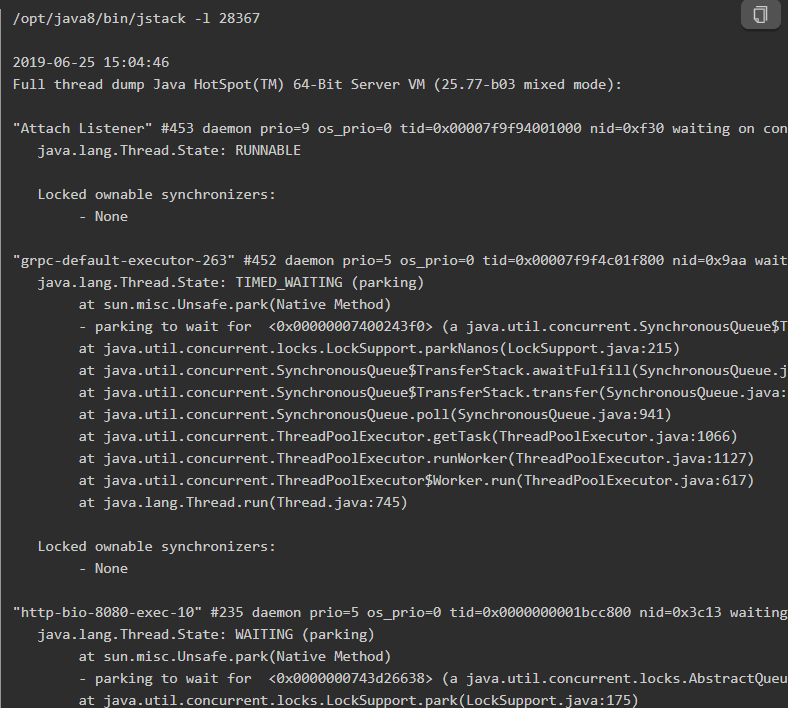 /opt/java8/bin/jstack -l 28367
2019-06-25 15:04:46
Full thread dump Java HotSpot(TM) 64-Bit Server VM (25.77-b03 mixed mode):
"Attach Listener" #453 daemon prio=9 os_prio=0 tid=0x00007f9f94001000 nid=0xf30 waiting on con
java.lang.Thread.State: RUNNABLE
Locked ownable synchronizers:
- None
"grpc-default-executor-263" #452 daemon prio=5 os_prio=0 tid=0x00007f9f4c01f800 nid=0x9aa wait
java.lang.Thread.State: TIMED_WAITING (parking)
at sun.misc.Unsafe.park(Native Method)
- parking to wait for  <0x00000007400243f0> (a java.util.concurrent.SynchronousQueue$T
at java.util.concurrent.locks.LockSupport.parkNanos(LockSupport.java:215)
at java.util.concurrent.SynchronousQueue$TransferStack.awaitFulfill(SynchronousQueue.j
at java.util.concurrent.SynchronousQueue$TransferStack.transfer(SynchronousQueue.java:
at java.util.concurrent.SynchronousQueue.poll(SynchronousQueue.java:941)
at java.util.concurrent.ThreadPoolExecutor.getTask(ThreadPoolExecutor.java:1066)
at java.util.concurrent.ThreadPoolExecutor.runWorker(ThreadPoolExecutor.java:1127)
at java.util.concurrent.ThreadPoolExecutor$Worker.run(ThreadPoolExecutor.java:617)
at java.lang.Thread.run(Thread.java:745)
Locked ownable synchronizers:
- None
"http-bio-8080-exec-10" #235 daemon prio=5 os_prio=0 tid=0x0000000001bcc800 nid=0x3c13 waiting
java.lang.Thread.State: WAITING (parking)
at sun.misc.Unsafe.park(Native Method)
- parking to wait for  <0x0000000743d26638> (a java.util.concurrent.locks.AbstractQueu
at java.util.concurrent.locks.LockSupport.park(LockSupport.java:175)